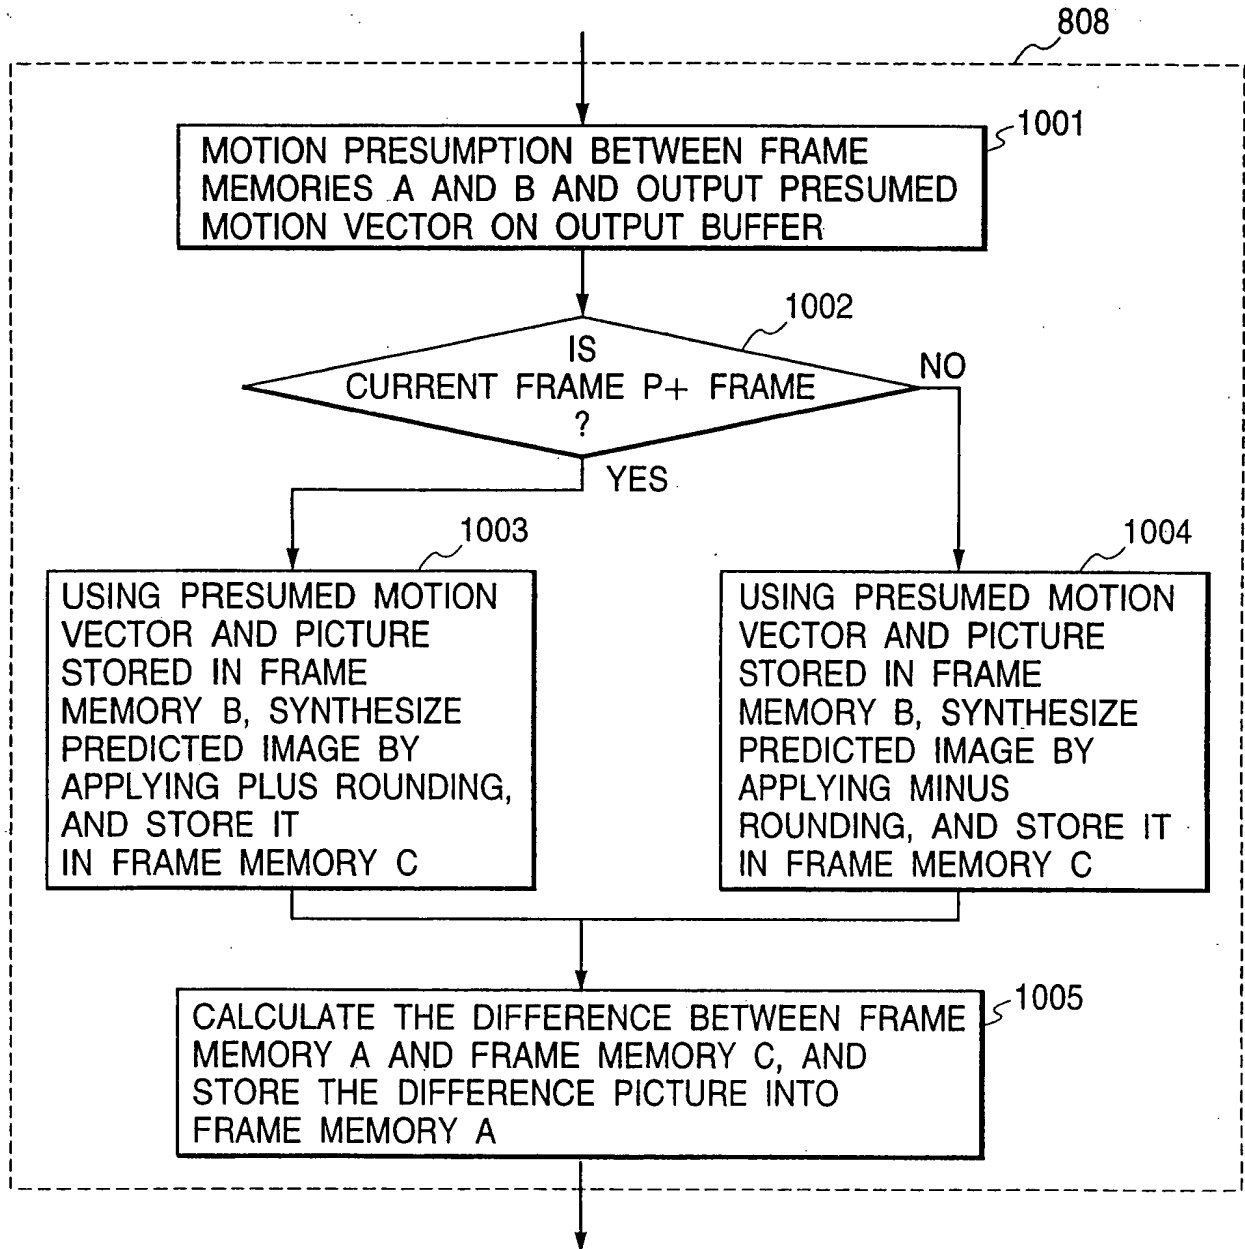 808
1001
MOTION PRESUMPTION BETWEEN FRAME
MEMORIES A AND B AND OUTPUT PRESUMED
MOTION VECTOR ON OUTPUT BUFFER
1002
IS
CURRENT FRAME P+ FRAME
?
NO
YES
1003
USING PRESUMED MOTION
VECTOR AND PICTURE
STORED IN FRAME
MEMORY B, SYNTHESIZE
PREDICTED IMAGE BY
APPLYING PLUS ROUNDING,
AND STORE IT
IN FRAME MEMORY C
1004
USING PRESUMED MOTION
VECTOR AND PICTURE
STORED IN FRAME
MEMORY B, SYNTHESIZE
PREDICTED IMAGE BY
APPLYING MINUS
ROUNDING, AND STORE IT
IN FRAME MEMORY C
1005
CALCULATE THE DIFFERENCE BETWEEN FRAME
MEMORY A AND FRAME MEMORY C, AND
STORE THE DIFFERENCE PICTURE INTO
FRAME MEMORY A